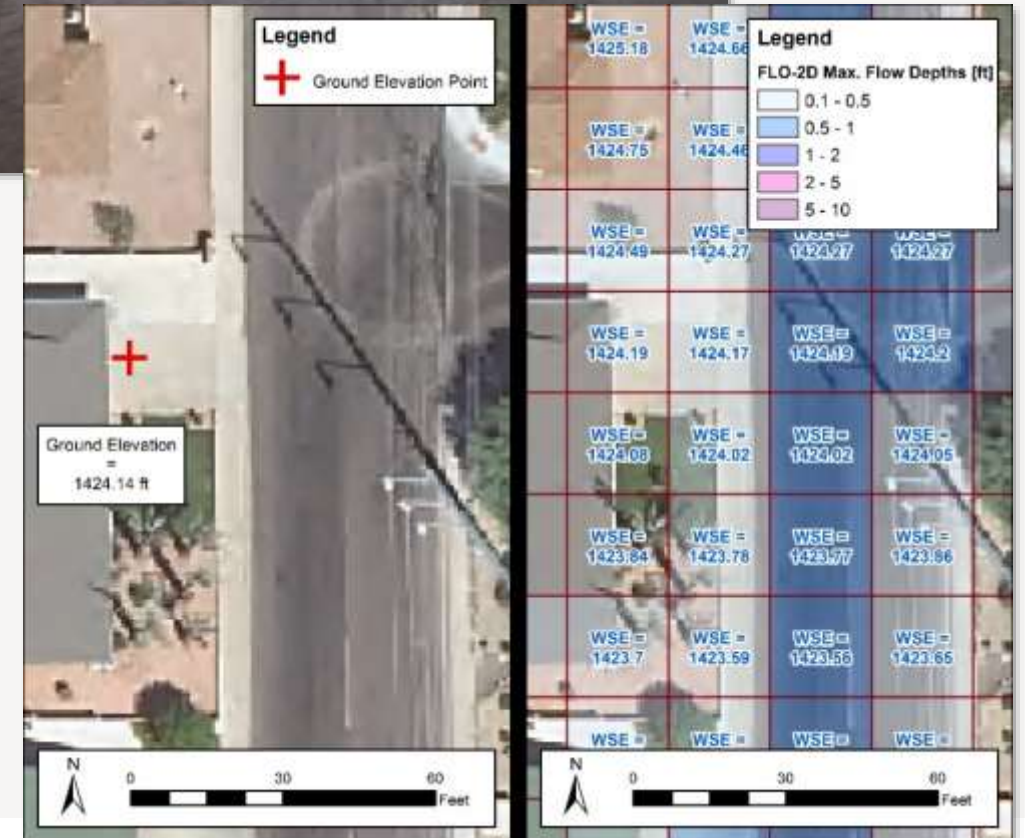 Legend
Ground Elevation Point
Ground Elevation
=
1424.14 ft
N
0 30 60
Feet
Legend
FLO-2D Max. Flow Depths [ft]
0.1 - 0.5
0.5 - 1
1 - 2
2 - 5
5 - 10
WSE = WSE =
1425.18 1424.66
WSE = WSE =
1424.75 1424.46
WSE = WSE = WSE = WSE =
1424.49 1424.27 1424.27 1424.27
WSE = WSE = WSE = WSE =
1424.19 1424.17 1424.19 1424.2
WSE = WSE = WSE = WSE =
1424.08 1424.02 1424.02 1424.05
WSE = WSE = WSE = WSE =
1423.84 1423.78 1423.77 1423.86
WSE = WSE = WSE = WSE =
1423.7 1423.59 1423.56 1423.65
WSE = WSE = WSE = WSE =
N
0 30 60
Feet